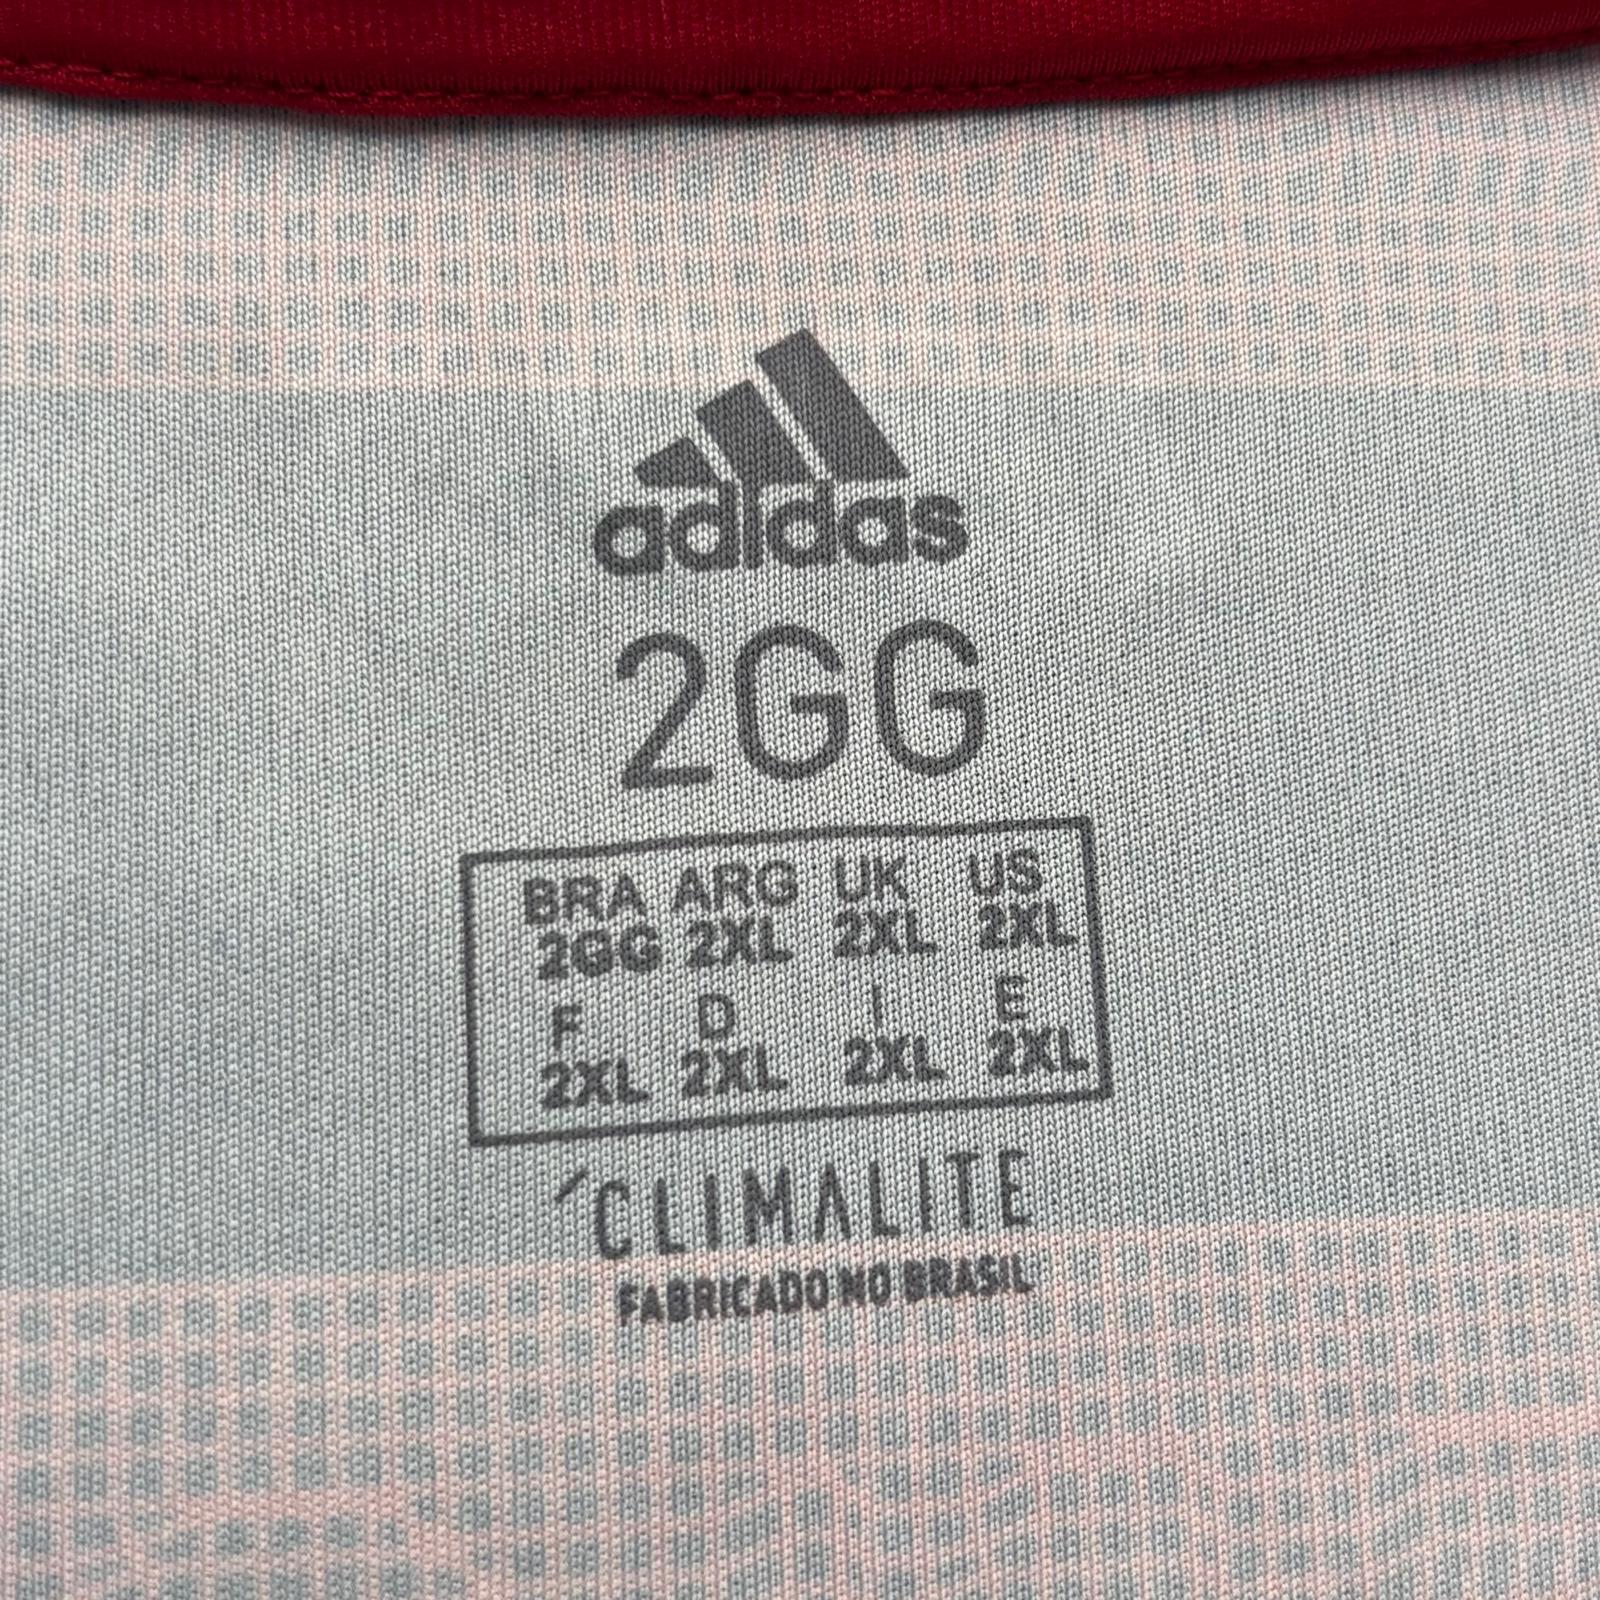 adidas
2GG
BRA ARG UK US
2GG 2XL 2XL 2XL
F D I E
2XL 2XL 2XL 2XL
CLIMALITE
FABRICADO NO BRASIL